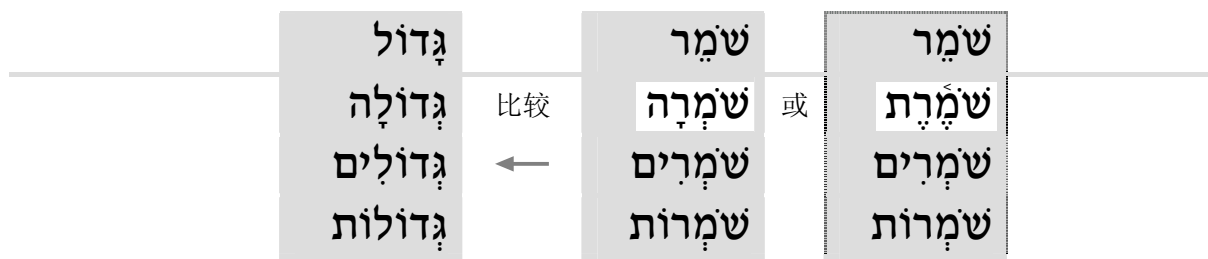 שֹׁמֵר שֹׁמֵר גָּדוֹל
שֹׁמֶ֫רֶת 或 שֹׁמְרָה 比较 גְּדוֹלָה
שֹׁמְרִים שֹׁמְרִים ← גְּדוֹלִים
שֹׁמְרוֹת שֹׁמְרוֹת גְּדוֹלוֹת